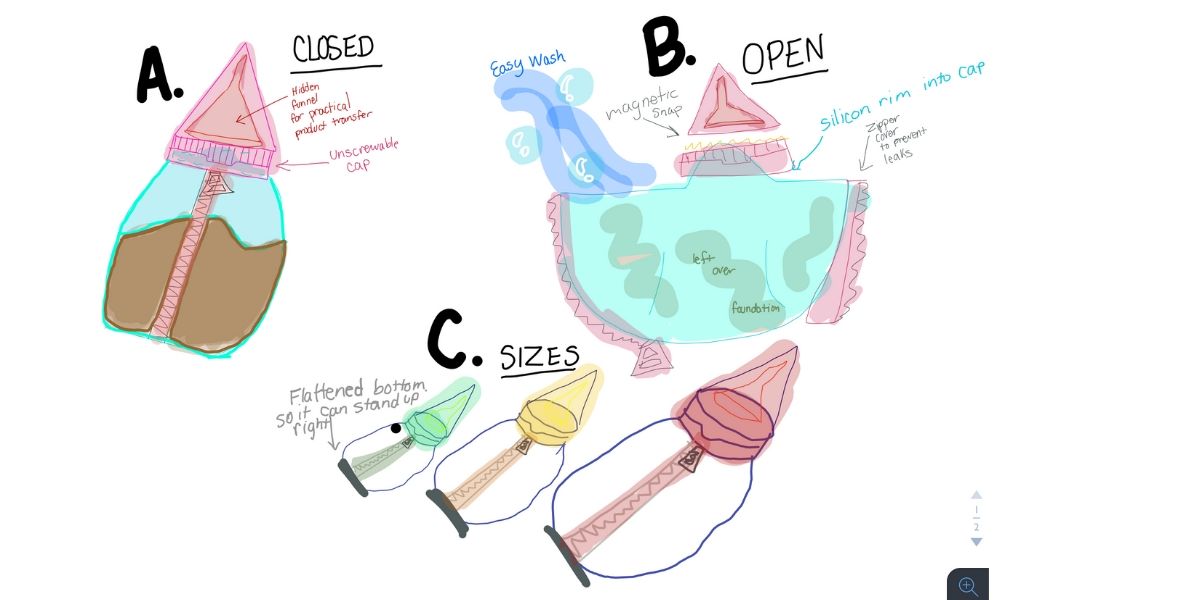 A.
CLOSED
Hidden
funnel
for practical
product transfer
Unscrewable
cap
B.
OPEN
Easy Wash
magnetic
snap
silicon rim into cap
Zipper
cover
to prevent
leaks
left
over
foundation
C.
SIZES
Flattened bottom
so it can stand up
right
1
2